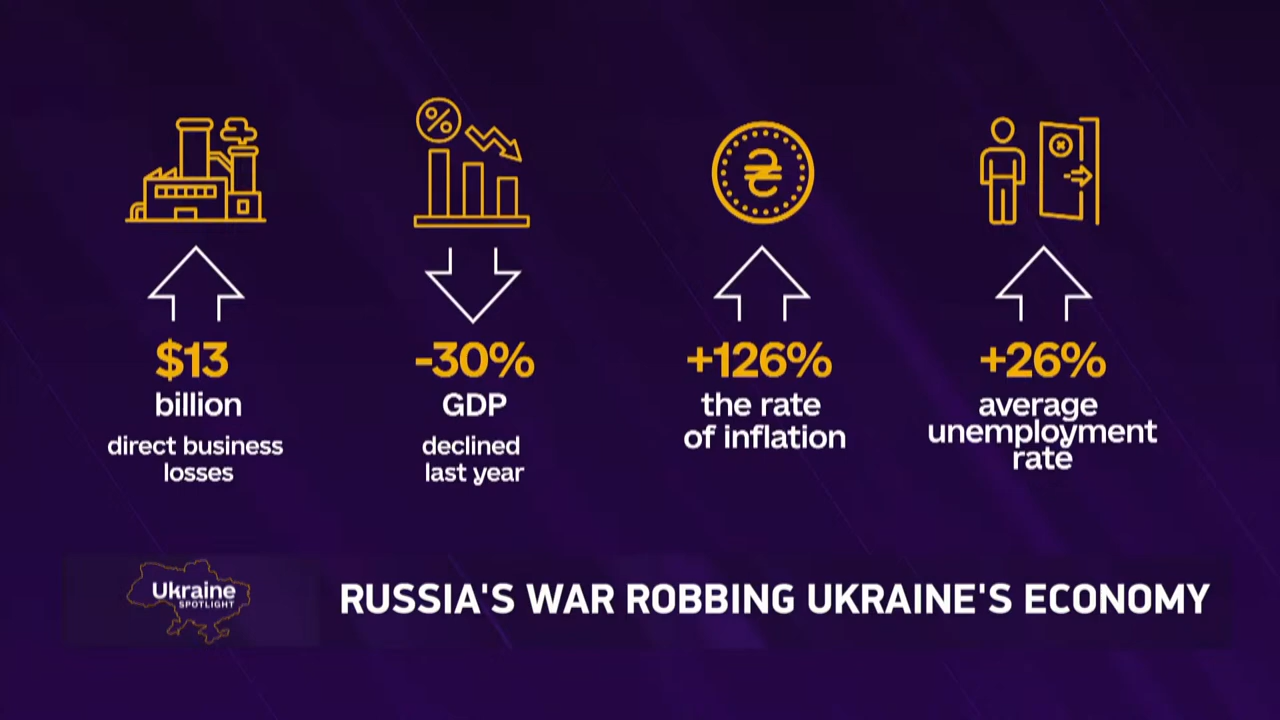 $13
billion
direct business
losses
-30%
GDP
declined
last year
+126%
the rate
of inflation
+26%
average
unemployment
rate
Ukraine
SPOTLIGHT
RUSSIA'S WAR ROBBING UKRAINE'S ECONOMY